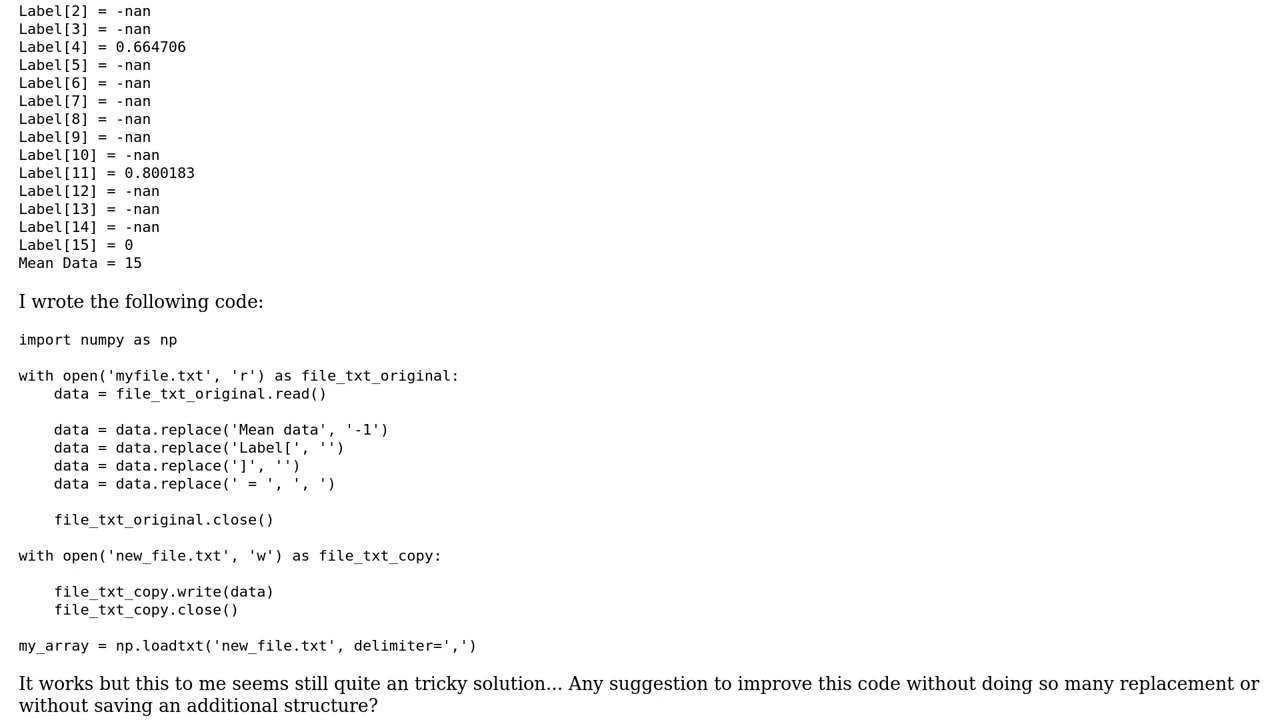 Label[2] = -nan
Label[3] = -nan
Label[4] = 0.664706
Label[5] = -nan
Label[6] = -nan
Label[7] = -nan
Label[8] = -nan
Label[9] = -nan
Label[10] = -nan
Label[11] = 0.800183
Label[12] = -nan
Label[13] = -nan
Label[14] = -nan
Label[15] = 0
Mean Data = 15
I wrote the following code:
import numpy as np
with open('myfile.txt', 'r') as file_txt_original:
    data = file_txt_original.read()
    data = data.replace('Mean data', '-1')
    data = data.replace('Label[', '')
    data = data.replace(']', '')
    data = data.replace(' = ', ', ')
    file_txt_original.close()
with open('new_file.txt', 'w') as file_txt_copy:
    file_txt_copy.write(data)
    file_txt_copy.close()
my_array = np.loadtxt('new_file.txt', delimiter=',')
It works but this to me seems still quite an tricky solution... Any suggestion to improve this code without doing so many replacement or
without saving an additional structure?